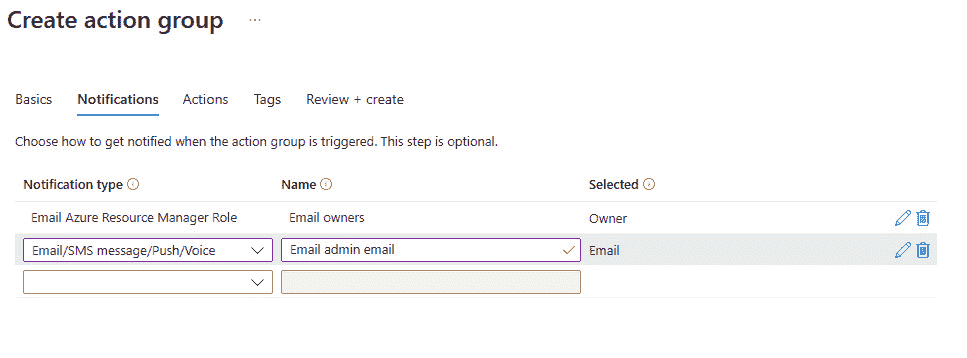 Create action group ...
Basics Notifications Actions Tags Review + create
Choose how to get notified when the action group is triggered. This step is optional.
Notification type Name Selected
Email Azure Resource Manager Role Email owners Owner
Email/SMS message/Push/Voice Email admin email Email